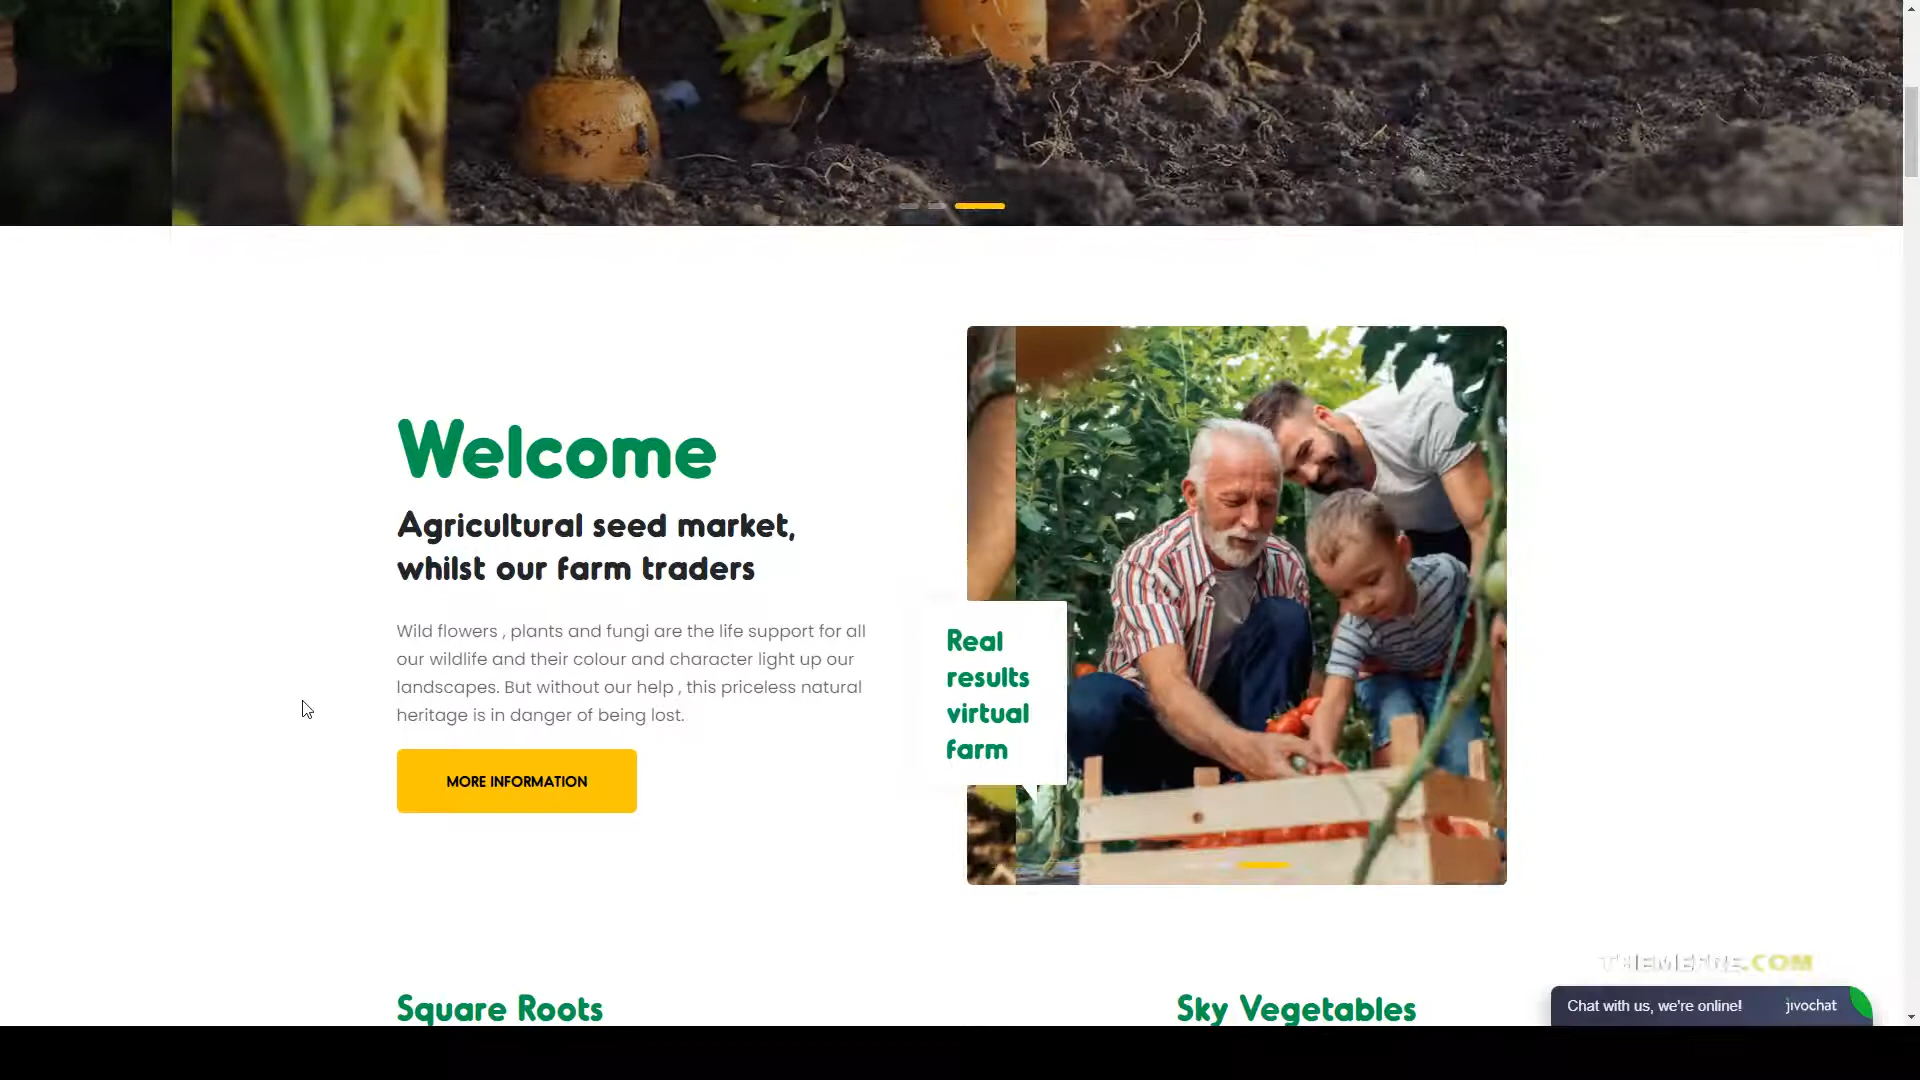 Welcome
Agricultural seed market,
whilst our farm traders
Wild flowers , plants and fungi are the life support for all
our wildlife and their colour and character light up our
landscapes. But without our help , this priceless natural
heritage is in danger of being lost.
MORE INFORMATION
Real
results
virtual
farm
Square Roots
Sky Vegetables
Chat with us, we're online!
jivochat